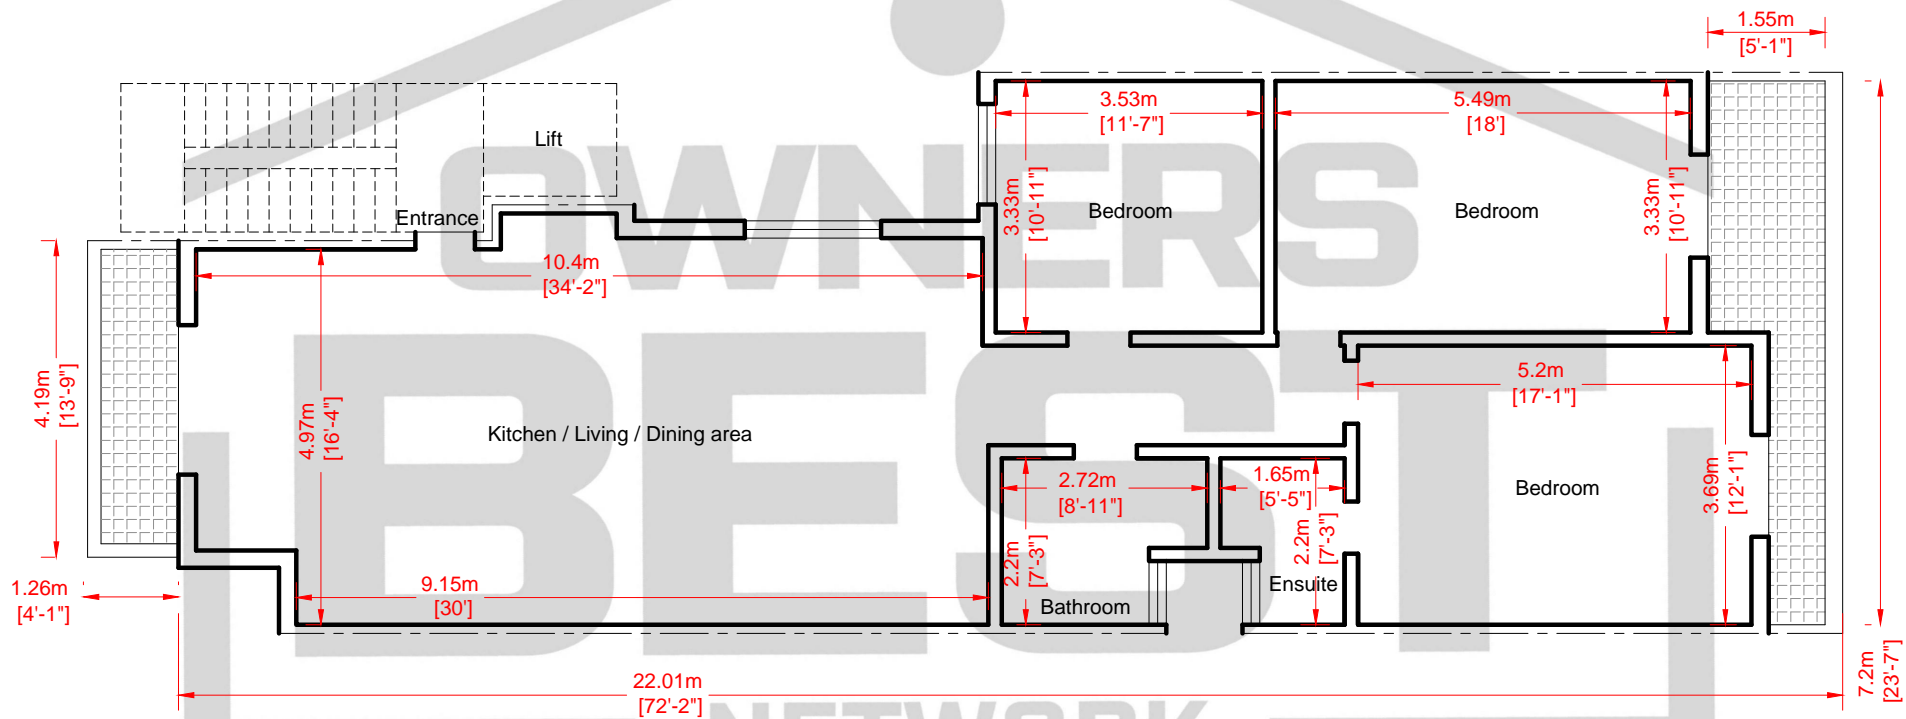 1.55m
[5'-1"]
3.53m
[11'-7"]
5.49m
[18']
Lift
OWNERS
3.33m
[10'-11"]
Bedroom
Bedroom
3.33m
[10'-11"]
Entrance
10.4m
[34'-2"]
4.19m
[13'-9"]
4.97m
[16'-4"]
Kitchen / Living / Dining area
BEST
5.2m
[17'-1"]
2.72m
[8'-11"]
1.65m
[5'-5"]
Bedroom
3.69m
[12'-1"]
2.2m
[7'-3"]
2.2m
[7'-3"]
1.26m
[4'-1"]
9.15m
[30']
Bathroom
Ensuite
22.01m
[72'-2"]
7.2m
[23'-7"]
NETWORK